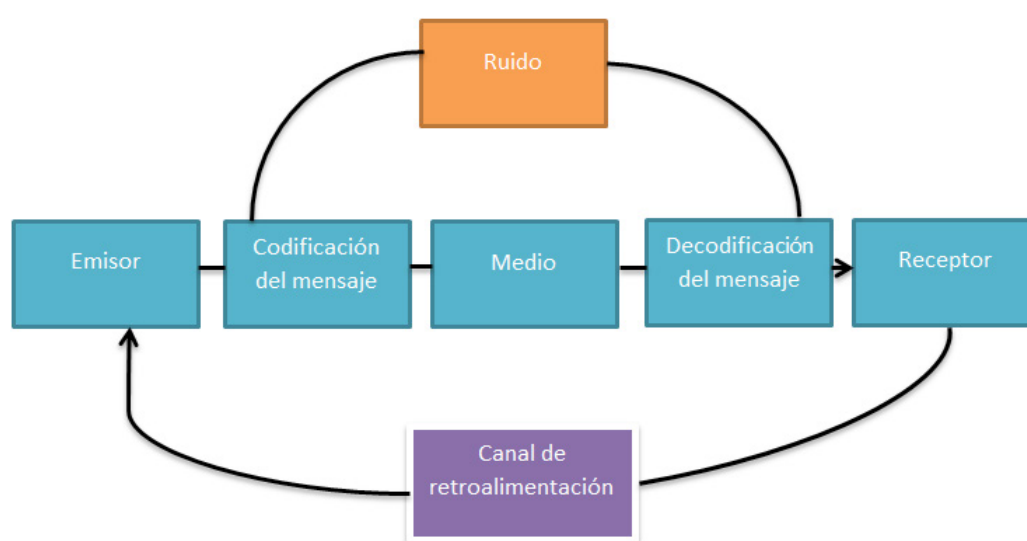 Ruido
Emisor
Codificación
del mensaje
Medio
Decodificación
del mensaje
Receptor
Canal de
retroalimentación